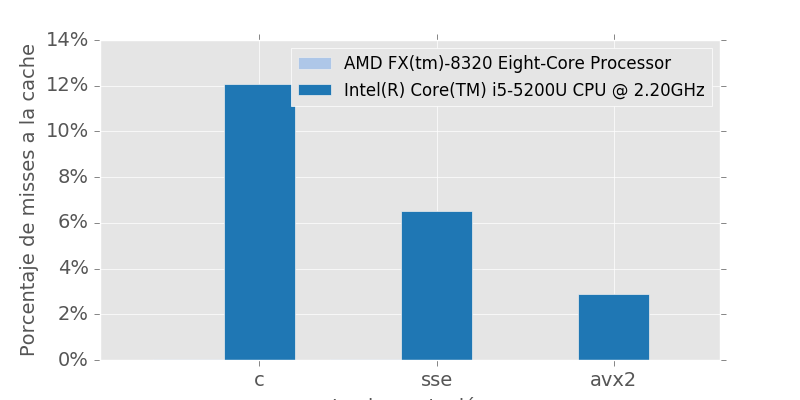 14%
12%
10%
8%
6%
4%
2%
0%
Porcentaje de misses a la cache
AMD FX(tm)-8320 Eight-Core Processor
Intel(R) Core(TM) i5-5200U CPU @ 2.20GHz
c sse avx2